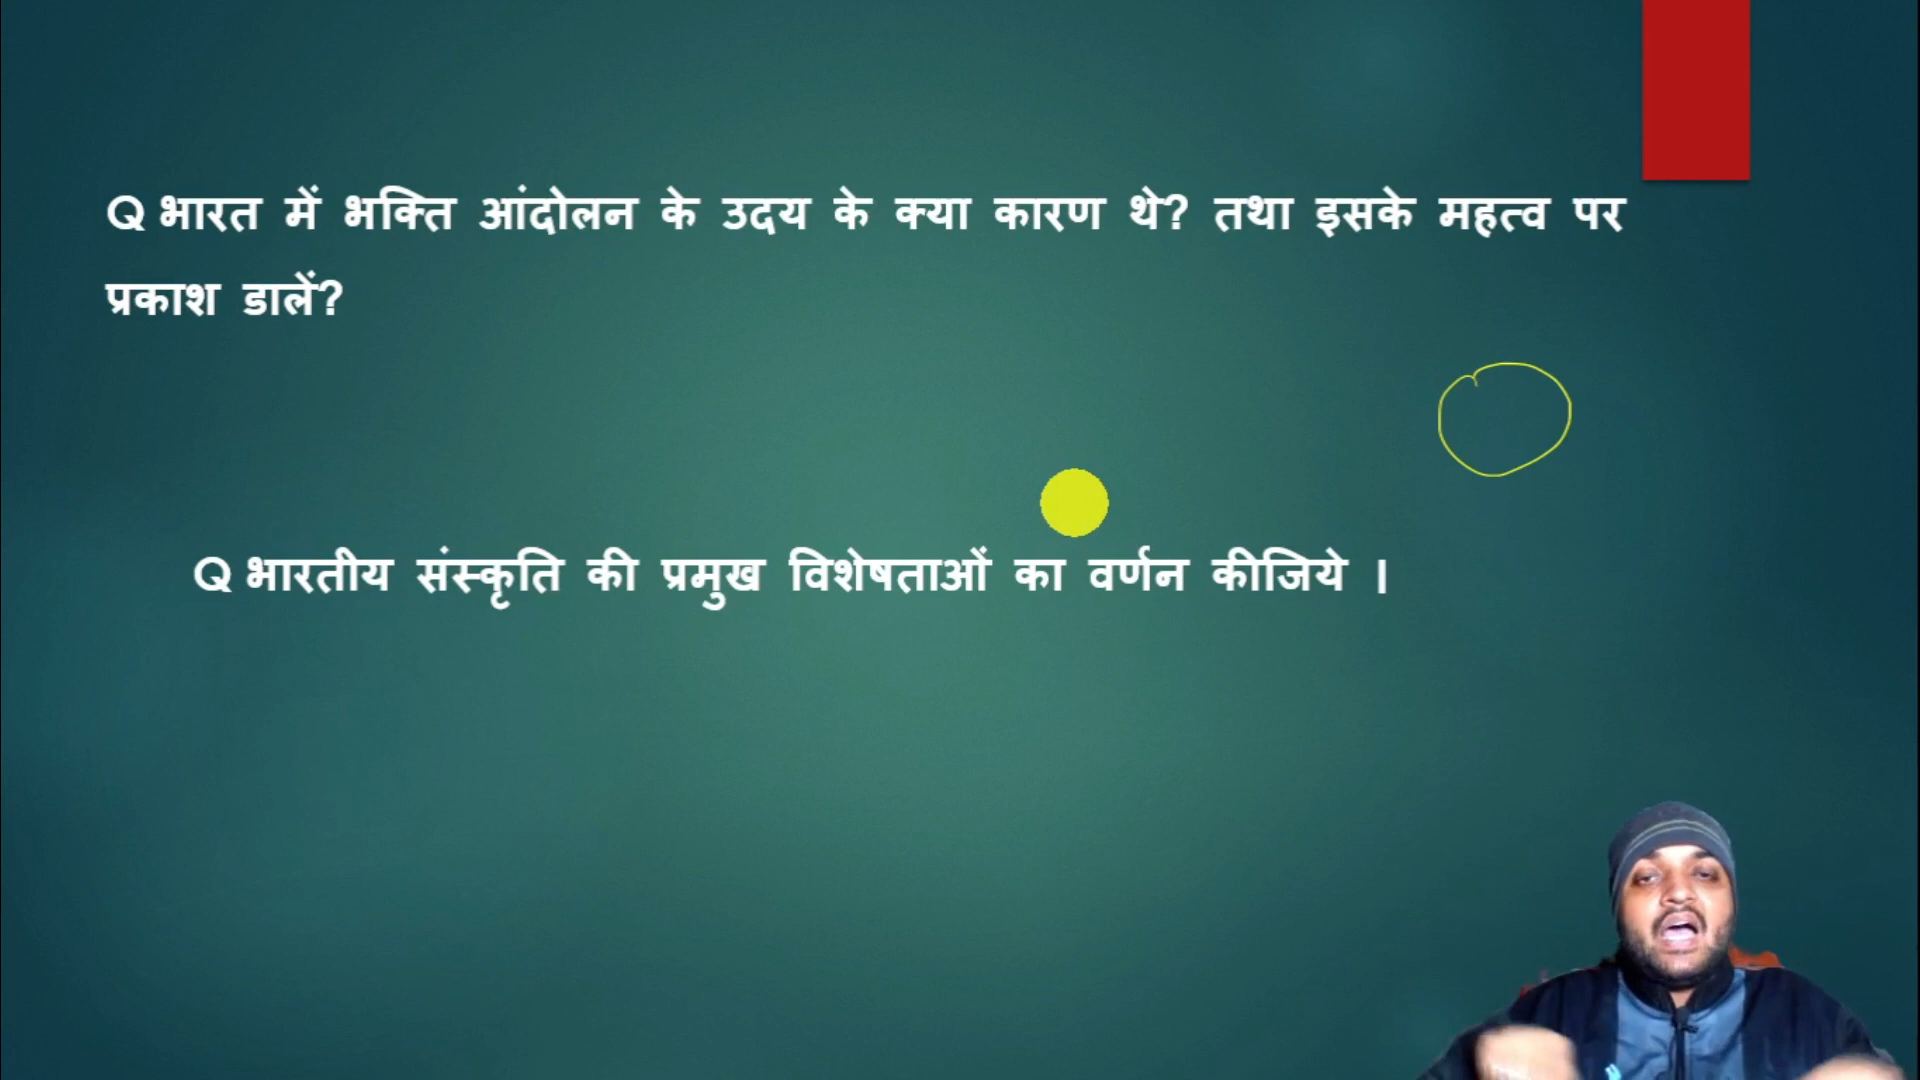 Q भारत में भक्ति आंदोलन के उदय के क्या कारण थे? तथा इसके महत्व पर
प्रकाश डालें?
Q भारतीय संस्कृति की प्रमुख विशेषताओं का वर्णन कीजिये ।